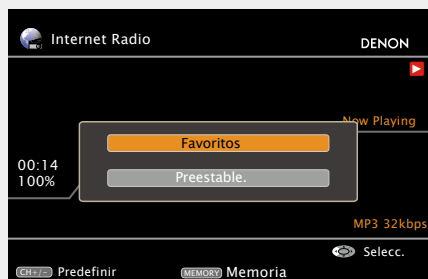 Internet Radio
DENON
Now Playing
Favoritos
00:14
100%
Preestable.
MP3 32kbps
Selecc.
CH+/- Predefinir
MEMORY Memoria